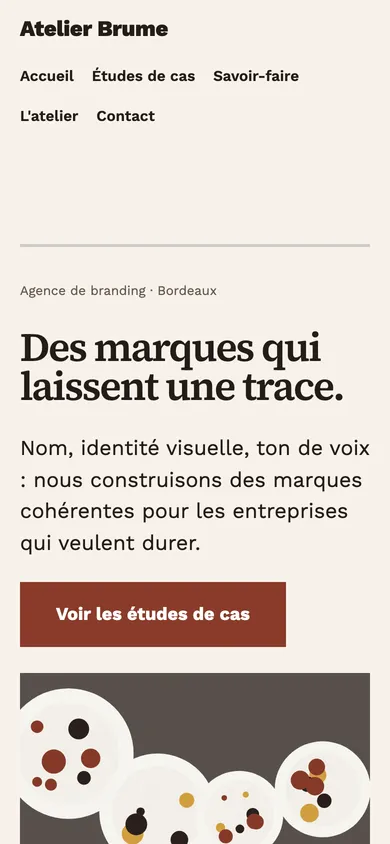 Atelier Brume
Accueil Études de cas Savoir-faire
L'atelier Contact
Agence de branding · Bordeaux
Des marques qui
laissent une trace.
Nom, identité visuelle, ton de voix
: nous construisons des marques
cohérentes pour les entreprises
qui veulent durer.
Voir les études de cas